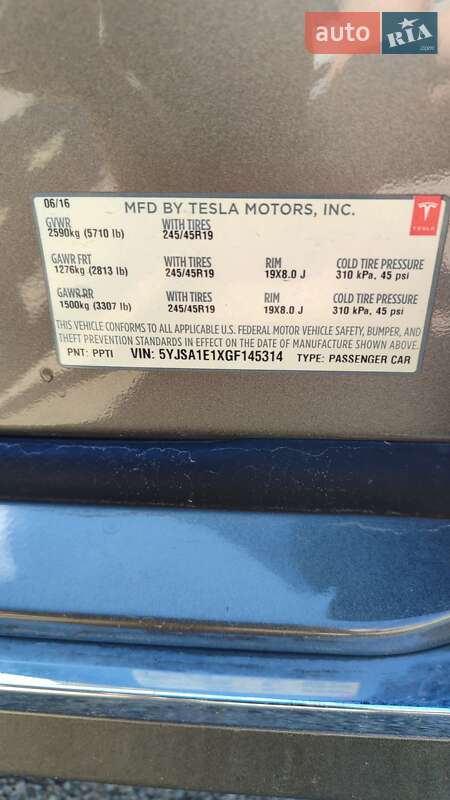 auto RIA
.com
06/16 MFD BY TESLA MOTORS, INC.
TESLA
GVWR WITH TIRES
2590kg (5710 lb) 245/45R19
GAWR FRT WITH TIRES RIM COLD TIRE PRESSURE
1276kg (2813 lb) 245/45R19 19X8.0 J 310 kPa, 45 psi
GAWR RR WITH TIRES RIM COLD TIRE PRESSURE
1500kg (3307 lb) 245/45R19 19X8.0 J 310 kPa, 45 psi
THIS VEHICLE CONFORMS TO ALL APPLICABLE U.S. FEDERAL MOTOR VEHICLE SAFETY, BUMPER, AND
THEFT PREVENTION STANDARDS IN EFFECT ON THE DATE OF MANUFACTURE SHOWN ABOVE.
PNT: PPTI VIN: 5YJSA1E1XGF145314 TYPE: PASSENGER CAR